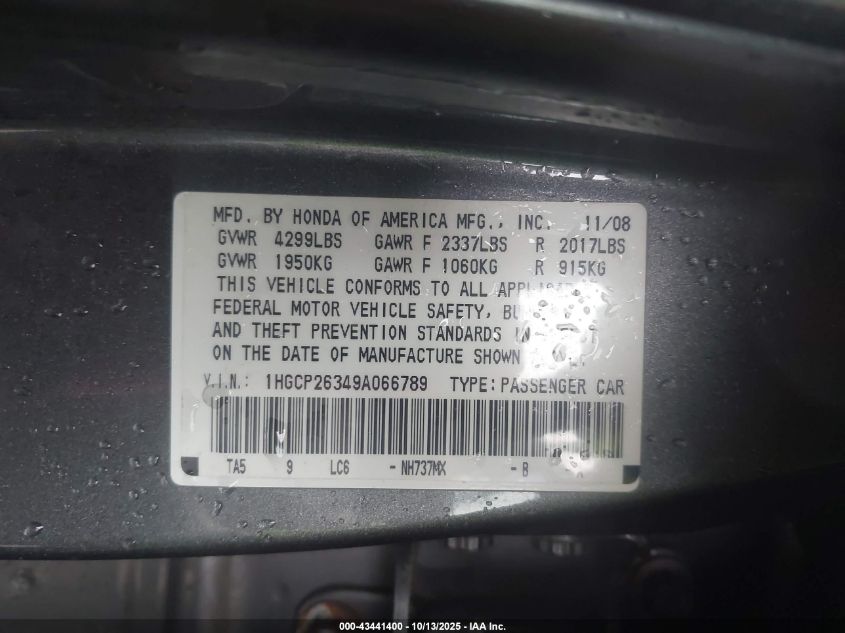 MFD. BY HONDA OF AMERICA MFG., INC. 11/08
GVWR 4299LBS GAWR F 2337LBS R 2017LBS
GVWR 1950KG GAWR F 1060KG R 915KG
THIS VEHICLE CONFORMS TO ALL
FEDERAL MOTOR VEHICLE SAFETY,
AND THEFT PREVENTION STANDARDS IN
ON THE DATE OF MANUFACTURE SHOWN
V.I.N.: 1HGCP26349A066789 TYPE: PASSENGER CAR
TA5 9 LC6 - NH737MX - B
000-43441400 - 10/13/2025 - IAA Inc.